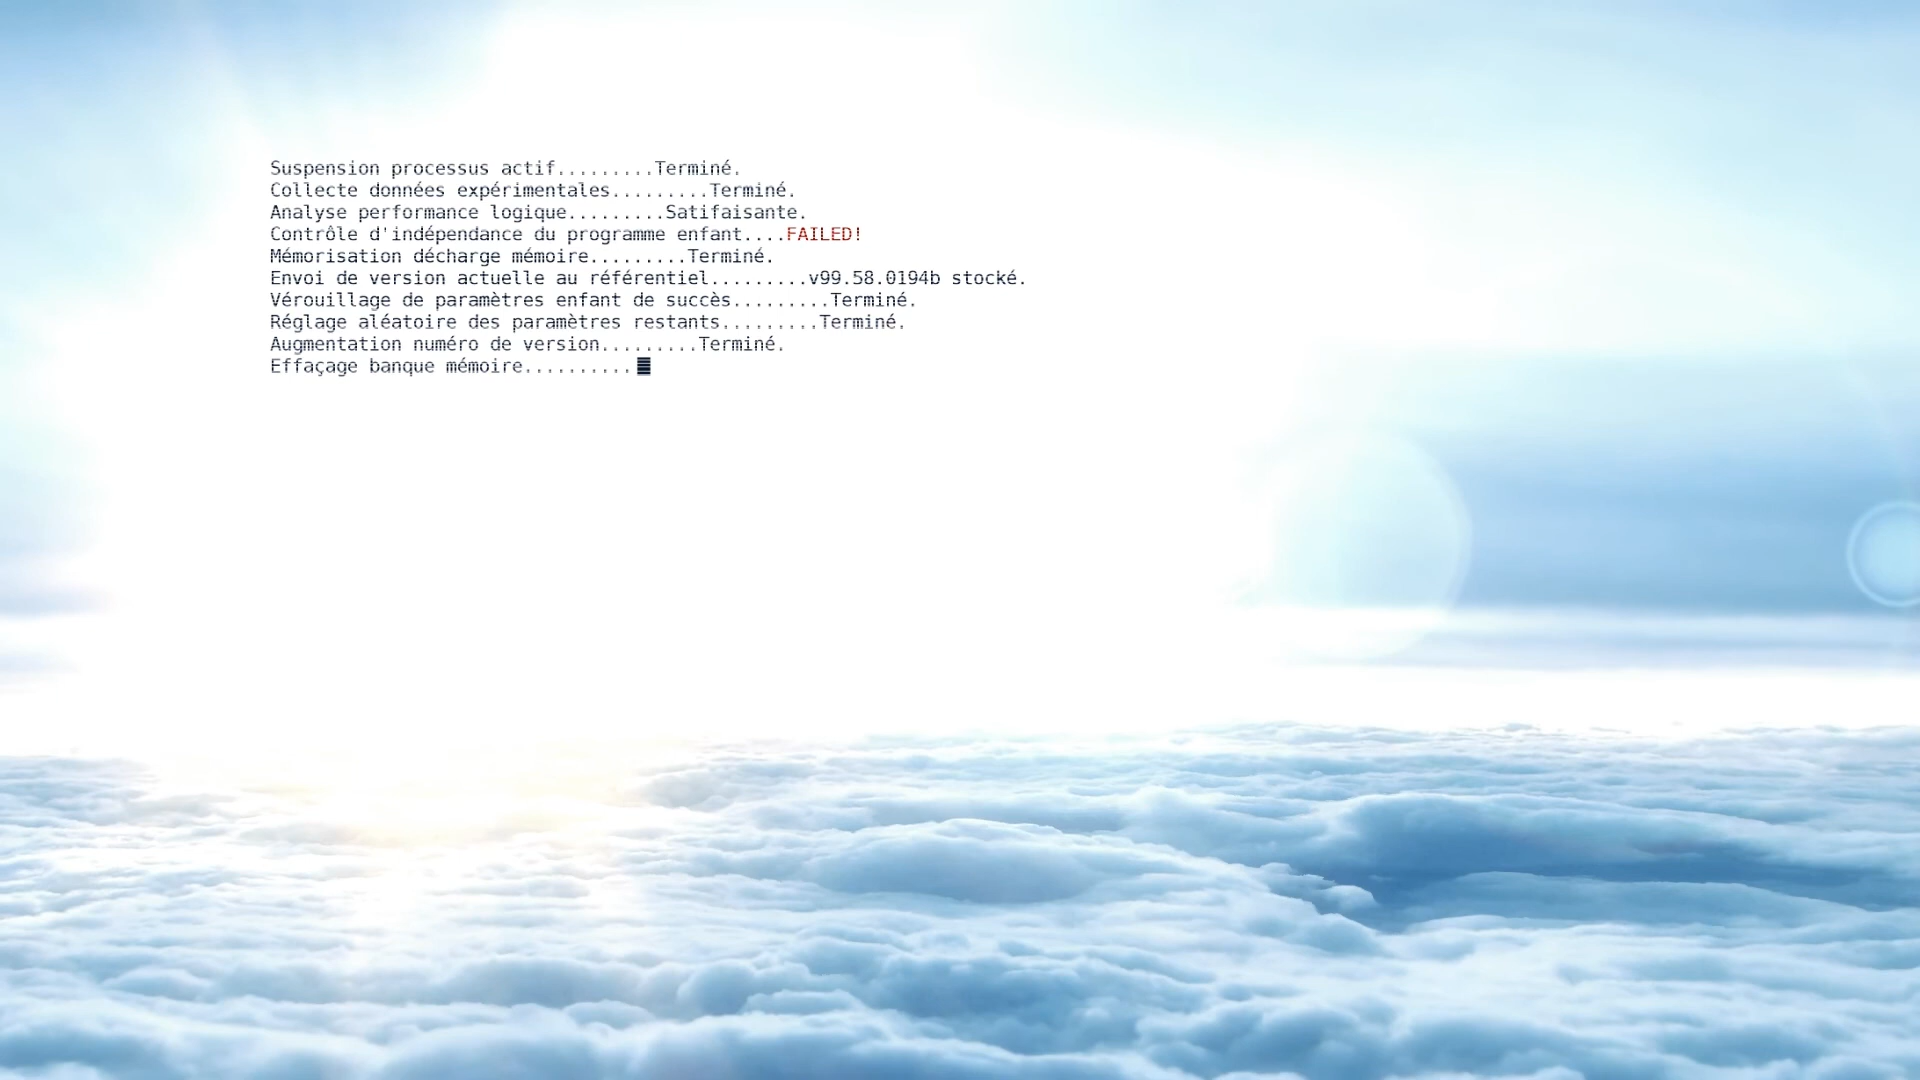 Suspension processus actif.........Terminé.
Collecte données expérimentales.........Terminé.
Analyse performance logique.........Satifaisante.
Contrôle d'indépendance du programme enfant....FAILED!
Mémorisation décharge mémoire.........Terminé.
Envoi de version actuelle au référentiel.........v99.58.0194b stocké.
Vérouillage de paramètres enfant de succès.........Terminé.
Réglage aléatoire des paramètres restants.........Terminé.
Augmentation numéro de version.........Terminé.
Effaçage banque mémoire..........